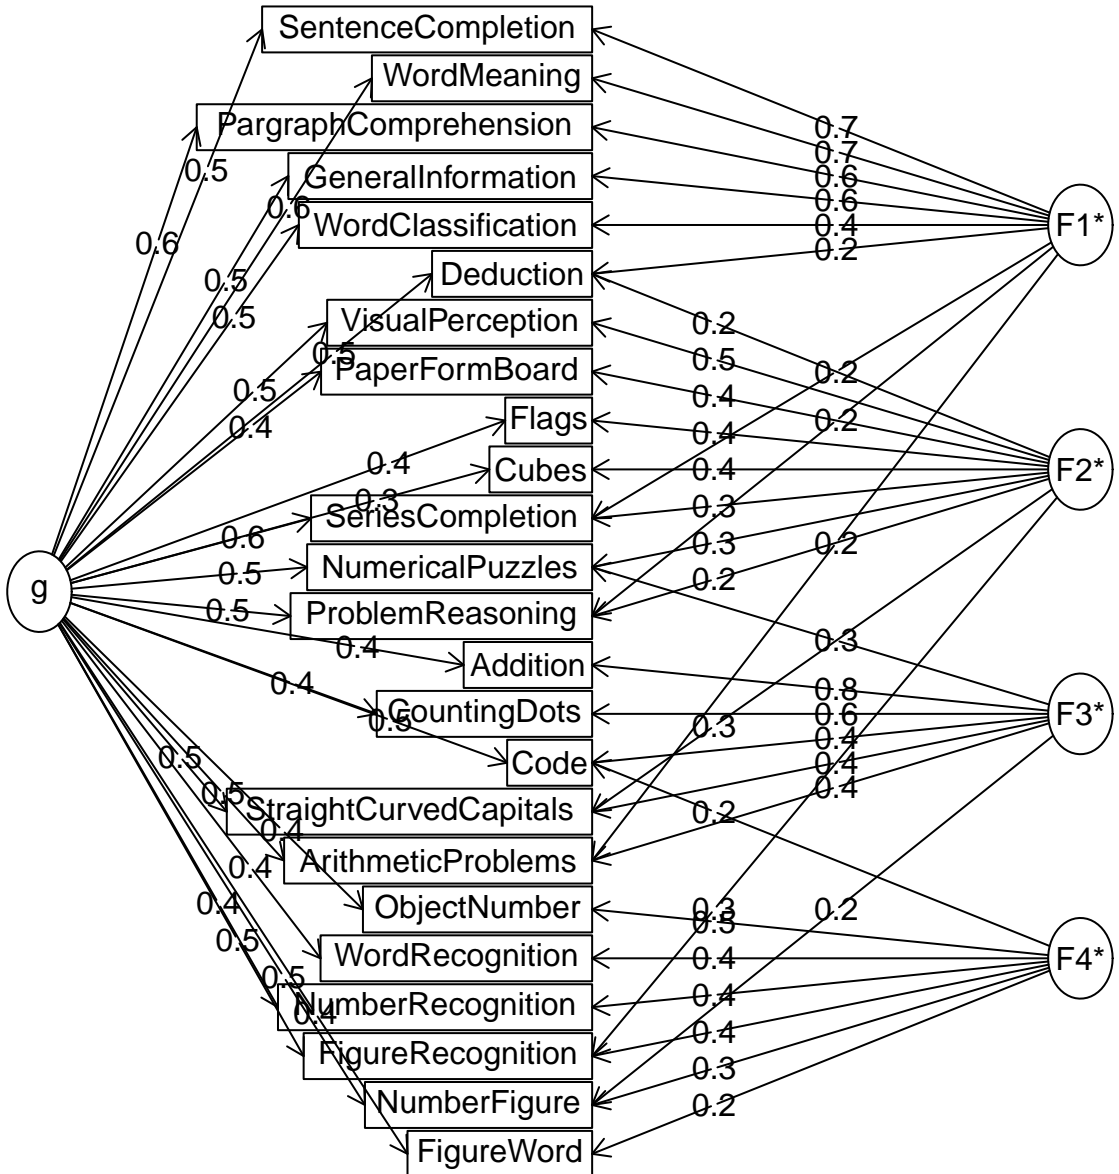 SentenceCompletion
WordMeaning
PargraphComprehension
GeneralInformation
WordClassification
Deduction
VisualPerception
PaperFormBoard
Flags
Cubes
SeriesCompletion
NumericalPuzzles
ProblemReasoning
Addition
CountingDots
Code
StraightCurvedCapitals
ArithmeticProblems
ObjectNumber
WordRecognition
NumberRecognition
FigureRecognition
NumberFigure
FigureWord
g
0.5
0.6
0.6
0.5
0.5
0.5
0.5
0.4
0.4
0.3
0.6
0.5
0.5
0.4
0.4
0.5
0.5
0.5
0.4
0.4
0.4
0.5
0.5
0.4
F1*
0.7
0.7
0.6
0.6
0.4
0.2
0.2
0.2
0.2
F2*
0.2
0.5
0.4
0.4
0.4
0.3
0.3
0.2
0.3
0.3
F3*
0.3
0.8
0.6
0.4
0.4
0.4
0.2
F4*
0.2
0.5
0.4
0.4
0.4
0.3
0.2